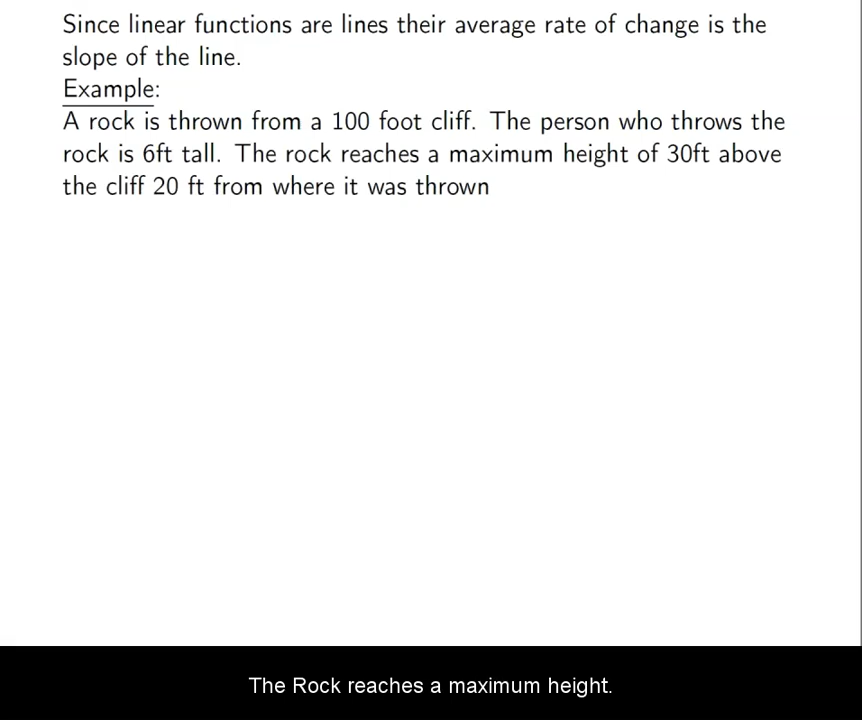 Since linear functions are lines their average rate of change is the
slope of the line.
Example:
A rock is thrown from a 100 foot cliff. The person who throws the
rock is 6ft tall. The rock reaches a maximum height of 30ft above
the cliff 20 ft from where it was thrown
The Rock reaches a maximum height.